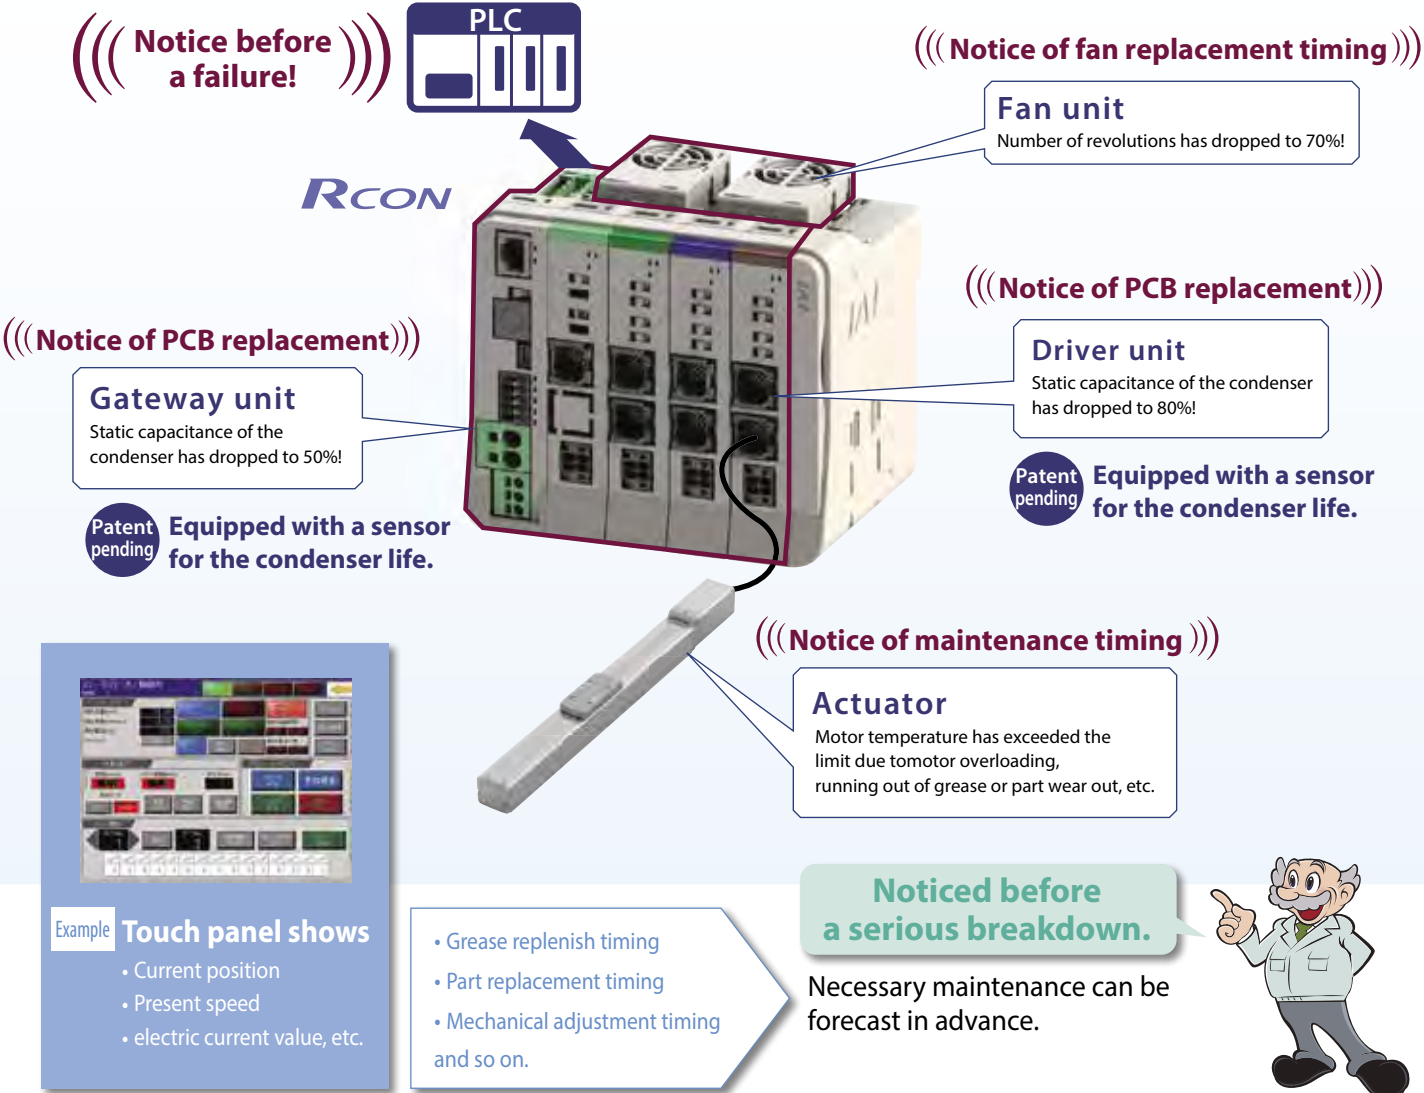 Notice before
a failure!
PLC
Notice of fan replacement timing
Fan unit
Number of revolutions has dropped to 70%!
RCON
Notice of PCB replacement
Driver unit
Static capacitance of the condenser
has dropped to 80%!
Patent
pending
Equipped with a sensor
for the condenser life.
Notice of PCB replacement
Gateway unit
Static capacitance of the
condenser has dropped to 50%!
Patent
pending
Equipped with a sensor
for the condenser life.
IAI
Notice of maintenance timing
Actuator
Motor temperature has exceeded the
limit due tomotor overloading,
running out of grease or part wear out, etc.
Example
Touch panel shows
• Current position
• Present speed
• electric current value, etc.
• Grease replenish timing
• Part replacement timing
• Mechanical adjustment timing
and so on.
Noticed before
a serious breakdown.
Necessary maintenance can be
forecast in advance.